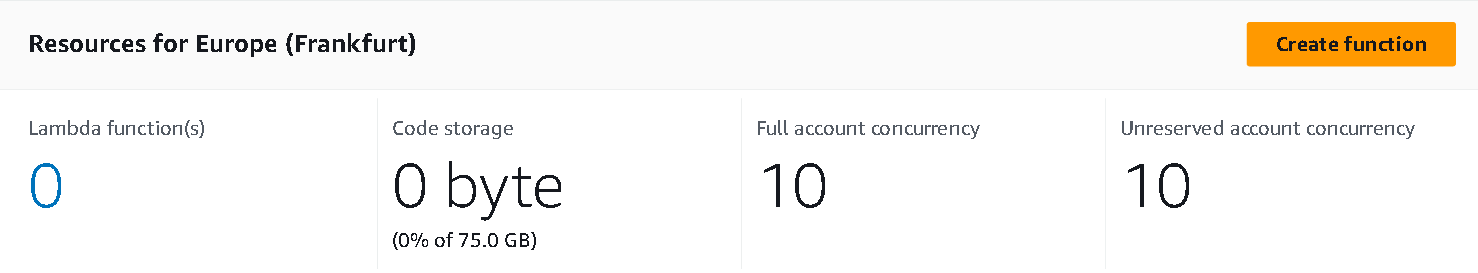 Resources for Europe (Frankfurt)
Create function
Lambda function(s)
0
Code storage
0 byte
(0% of 75.0 GB)
Full account concurrency
10
Unreserved account concurrency
10